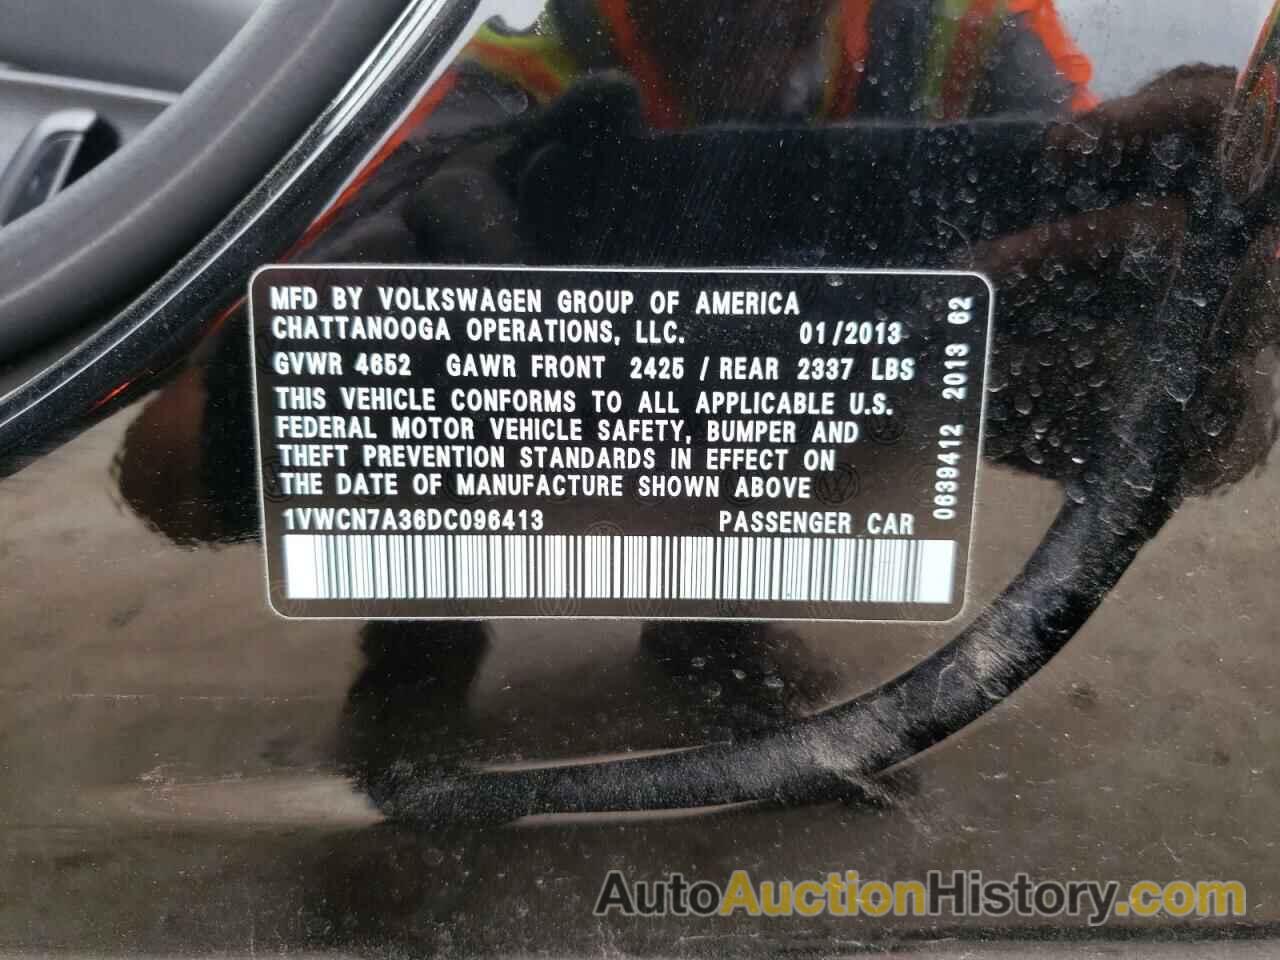 MFD BY VOLKSWAGEN GROUP OF AMERICA
CHATTANOOGA OPERATIONS, LLC. 01/2013
GVWR 4652 GAWR FRONT 2425 / REAR 2337 LBS
THIS VEHICLE CONFORMS TO ALL APPLICABLE U.S.
FEDERAL MOTOR VEHICLE SAFETY, BUMPER AND
THEFT PREVENTION STANDARDS IN EFFECT ON
THE DATE OF MANUFACTURE SHOWN ABOVE
1VWCN7A36DC096413 PASSENGER CAR
0639412 2013 62
AutoAuctionHistory.com